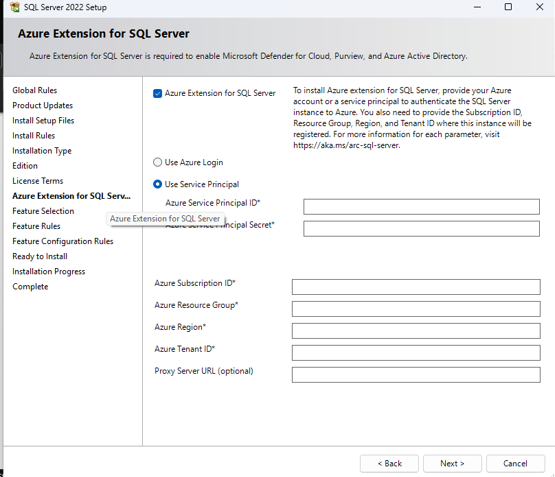 SQL Server 2022 Setup
Azure Extension for SQL Server
Azure Extension for SQL Server is required to enable Microsoft Defender for Cloud, Purview, and Azure Active Directory.
Global Rules
Product Updates
Install Setup Files
Install Rules
Installation Type
Edition
License Terms
Azure Extension for SQL Serv...
Feature Selection
Feature Rules
Feature Configuration Rules
Ready to Install
Installation Progress
Complete
Azure Extension for SQL Server
Azure Extension for SQL Server
To install Azure extension for SQL Server, provide your Azure
account or a service principal to authenticate the SQL Server
instance to Azure. You also need to provide the Subscription ID,
Resource Group, Region, and Tenant ID where this instance will be
registered. For more information for each parameter, visit
https://aka.ms/arc-sql-server.
Use Azure Login
Use Service Principal
Azure Service Principal ID*
Azure Service Principal Secret*
Azure Subscription ID*
Azure Resource Group*
Azure Region*
Azure Tenant ID*
Proxy Server URL (optional)
< Back
Next >
Cancel